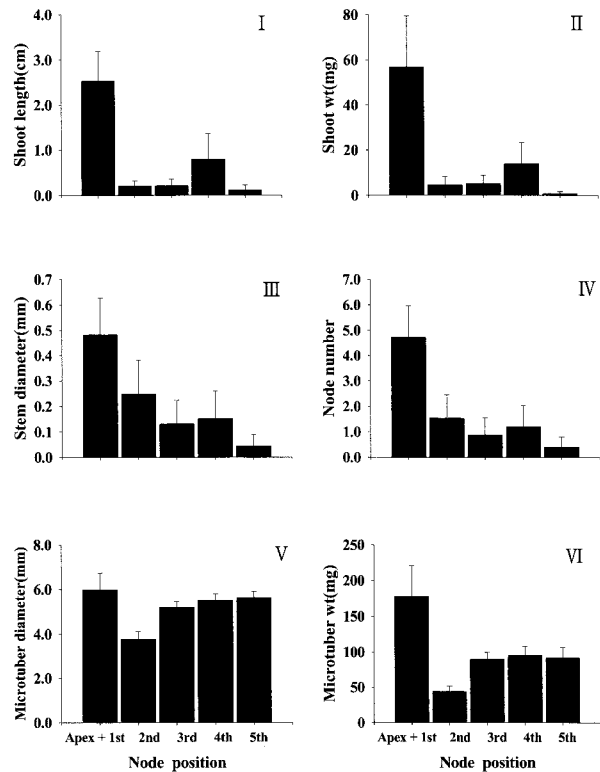 I
Shoot length(cm)
4.0
3.0
2.0
1.0
0.0
II
Shoot wt(mg)
80
60
40
20
0
III
Stem diameter(mm)
0.7
0.6
0.5
0.4
0.3
0.2
0.1
0.0
IV
Node number
7.0
6.0
5.0
4.0
3.0
2.0
1.0
0.0
V
Microtuber diameter(mm)
8.0
6.0
4.0
2.0
0.0
Apex + 1st 2nd 3rd 4th 5th
Node position
VI
Microtuber wt(mg)
250
200
150
100
50
0
Apex + 1st 2nd 3rd 4th 5th
Node position